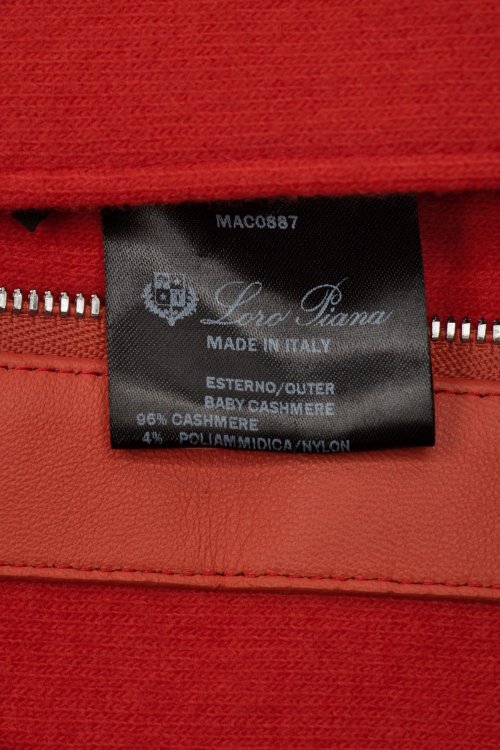 MAC0887
Loro Piana
MADE IN ITALY
ESTERNO/OUTER
BABY CASHMERE
96% CASHMERE
4% POLIAMMIDICA/NYLON